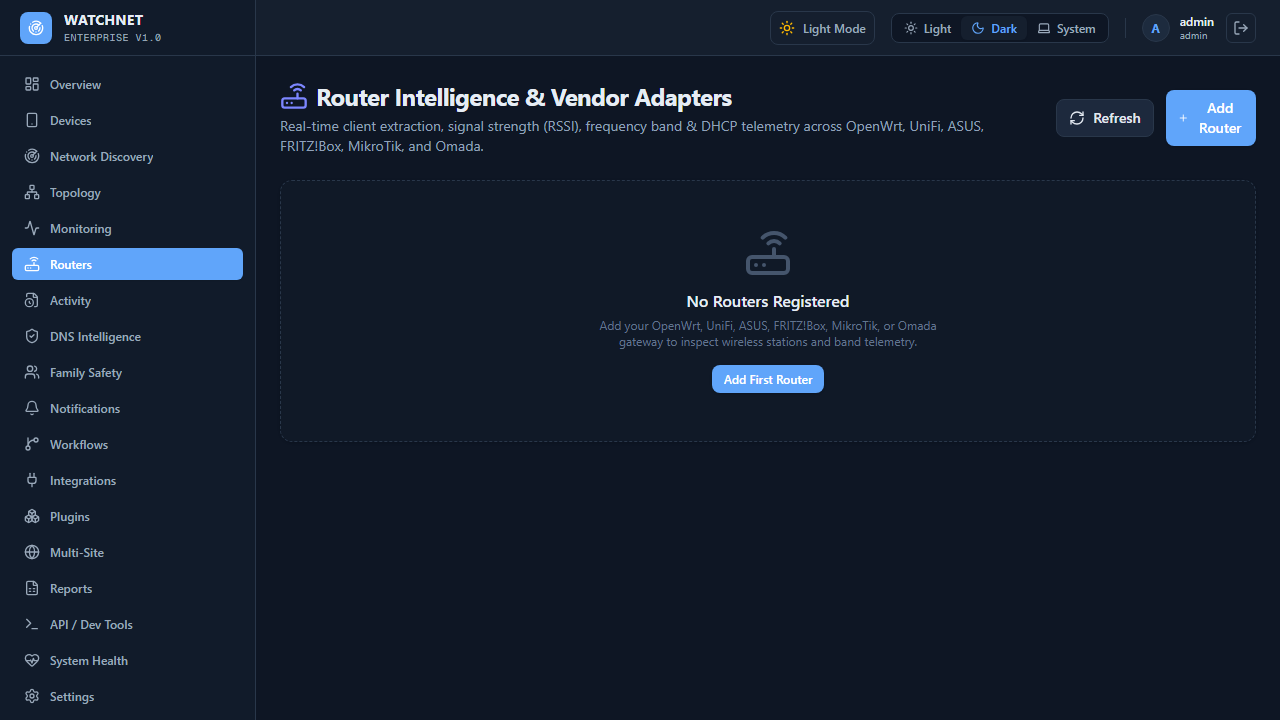 WATCHNET
ENTERPRISE V1.0
Light Mode
Light
Dark
System
A
admin
admin
Overview
Devices
Network Discovery
Topology
Monitoring
Routers
Activity
DNS Intelligence
Family Safety
Notifications
Workflows
Integrations
Plugins
Multi-Site
Reports
API / Dev Tools
System Health
Settings
Router Intelligence & Vendor Adapters
Real-time client extraction, signal strength (RSSI), frequency band & DHCP telemetry across OpenWrt, UniFi, ASUS,
FRITZ!Box, MikroTik, and Omada.
Refresh
Add
Router
No Routers Registered
Add your OpenWrt, UniFi, ASUS, FRITZ!Box, MikroTik, or Omada
gateway to inspect wireless stations and band telemetry.
Add First Router